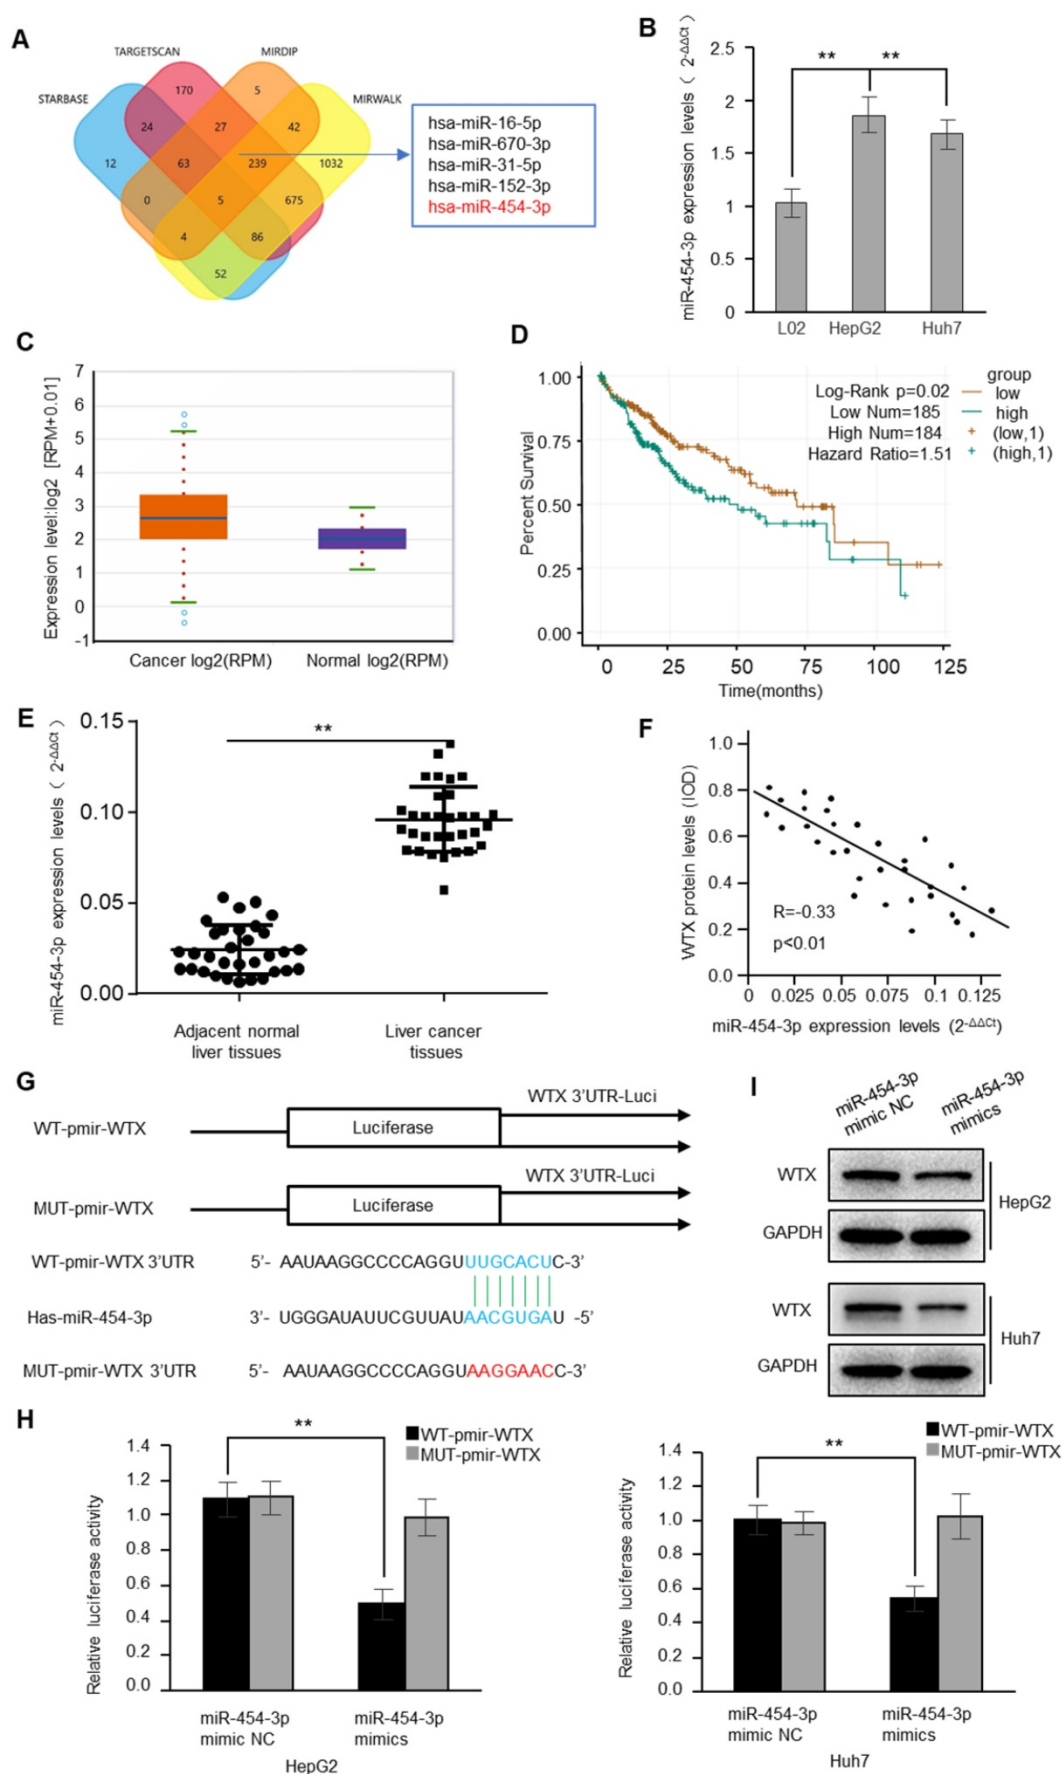 A
TARGETSCAN
MIRDIP
STARBASE
MIRWALK
170
5
24
27
42
12
63
239
1032
0
5
675
4
86
52
hsa-miR-16-5p
hsa-miR-670-3p
hsa-miR-31-5p
hsa-miR-152-3p
hsa-miR-454-3p
B
miR-454-3p expression levels ( 2-ΔΔCt )
2.5
2
1.5
1
0.5
0
**
**
L02
HepG2
Huh7
C
Expression level:log2 [RPM+0.01]
7
6
5
4
3
2
1
0
-1
Cancer log2(RPM)
Normal log2(RPM)
D
Percent Survival
1.00
0.75
0.50
0.25
0.00
Log-Rank p=0.02
Low Num=185
High Num=184
Hazard Ratio=1.51
group
low
high
(low,1)
(high,1)
0
25
50
75
100
125
Time(months)
E
miR-454-3p expression levels ( 2-ΔΔCt )
0.15
0.10
0.05
0.00
**
Adjacent normal
liver tissues
Liver cancer
tissues
F
WTX protein levels (IOD)
1.0
0.8
0.6
0.4
0.2
0.0
R=-0.33
p<0.01
0
0.025
0.05
0.075
0.1
0.125
miR-454-3p expression levels (2-ΔΔCt)
G
WT-pmir-WTX
Luciferase
WTX 3'UTR-Luci
MUT-pmir-WTX
Luciferase
WTX 3'UTR-Luci
WT-pmir-WTX 3'UTR
5'- AAUAAGGCCCCAGGUUUGCACUC-3'
Has-miR-454-3p
3'- UGGGAUAUUCGUUAUAACGUGAU -5'
MUT-pmir-WTX 3'UTR
5'- AAUAAGGCCCCAGGUAAGGAACC-3'
I
miR-454-3p
mimic NC
miR-454-3p
mimics
WTX
GAPDH
HepG2
WTX
GAPDH
Huh7
H
Relative luciferase activity
1.4
1.2
1.0
0.8
0.6
0.4
0.2
0.0
**
WT-pmir-WTX
MUT-pmir-WTX
miR-454-3p
mimic NC
miR-454-3p
mimics
HepG2
Relative luciferase activity
1.4
1.2
1.0
0.8
0.6
0.4
0.2
0.0
**
WT-pmir-WTX
MUT-pmir-WTX
miR-454-3p
mimic NC
miR-454-3p
mimics
Huh7